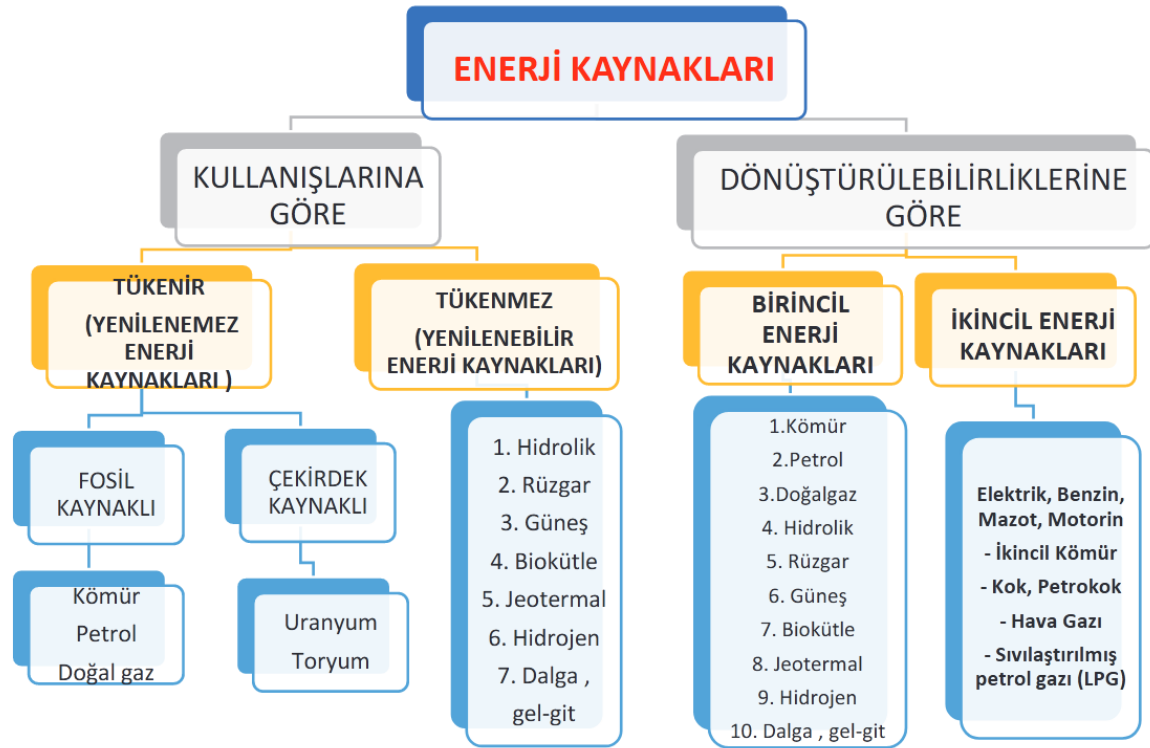 ENERJİ KAYNAKLARI
KULLANIŞLARINA
GÖRE
DÖNÜŞTÜRÜLEBİLİRLİKLERİNE
GÖRE
TÜKENİR
(YENİLENEMEZ
ENERJİ
KAYNAKLARI )
TÜKENMEZ
(YENİLENEBİLİR
ENERJİ KAYNAKLARI)
BİRİNCİL
ENERJİ
KAYNAKLARI
İKİNCİL ENERJİ
KAYNAKLARI
FOSİL
KAYNAKLI
ÇEKİRDEK
KAYNAKLI
Kömür
Petrol
Doğal gaz
Uranyum
Toryum
1. Hidrolik
2. Rüzgar
3. Güneş
4. Biokütle
5. Jeotermal
6. Hidrojen
7. Dalga ,
gel-git
1.Kömür
2.Petrol
3.Doğalgaz
4. Hidrolik
5. Rüzgar
6. Güneş
7. Biokütle
8. Jeotermal
9. Hidrojen
10. Dalga , gel-git
Elektrik, Benzin,
Mazot, Motorin
- İkincil Kömür
- Kok, Petrokok
- Hava Gazı
- Sıvılaştırılmış
petrol gazı (LPG)